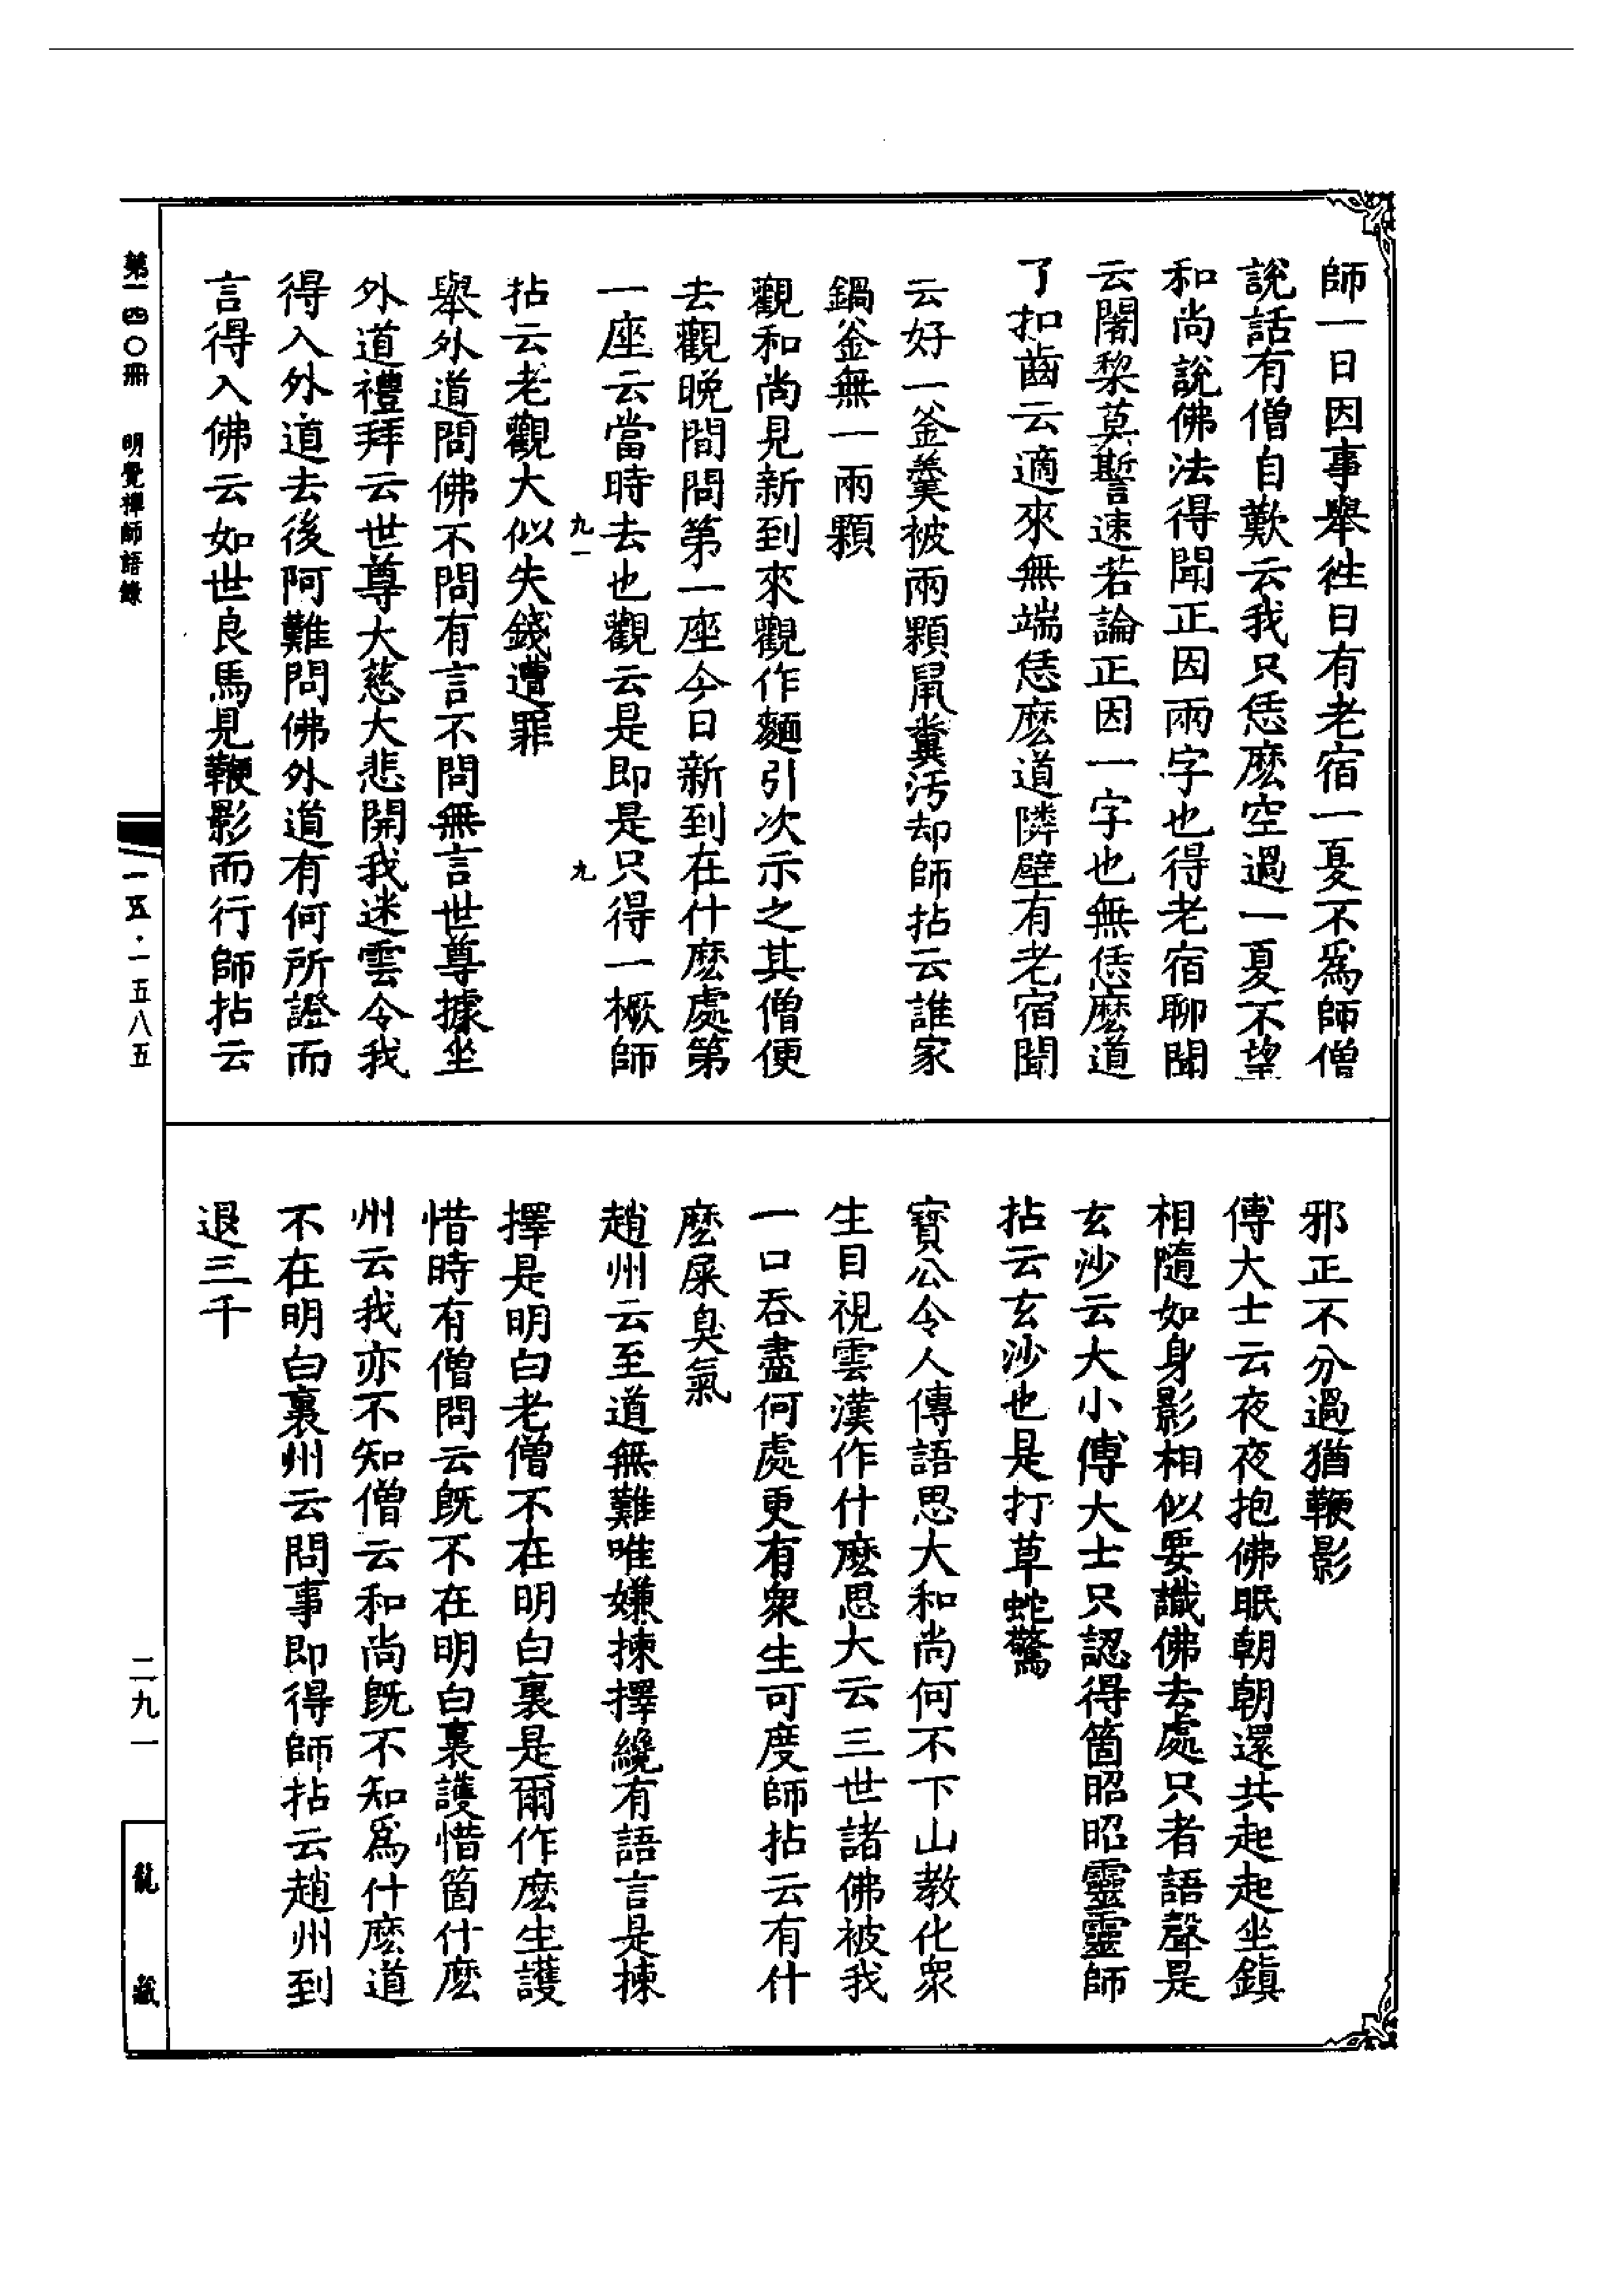 師一日因事舉徃日有老宿一夏不爲師僧
說話有僧自歎云我只恁麽空過一夏不望
和尚說佛法得聞正因兩字也得老宿聊聞
云闍黎莫謷速若論正因一字也無恁麽道
了扣齒云適來無端恁麽道隣壁有老宿聞
云好一釜羹被兩顆鼠糞汚却師拈云誰家
鍋釜無一兩顆
觀和尚見新到來觀作麵引次示之其僧便
去觀晚間問第一座今日新到在什麽處第
一座云當時去也觀云是即是只得一橛師
九一
九
拈云老觀大似失錢遭罪
舉外道問佛不問有言不問無言世尊據坐
外道禮拜云世尊大慈大悲開我迷雲令我
得入外道去後阿難問佛外道有何所證而
言得入佛云如世良馬見鞭影而行師拈云
邪正不分過猶鞭影
傅大士云夜夜抱佛眠朝朝還共起起坐鎭
相隨如身影相似要識佛去處只者語聲是
玄沙云大小傅大士只認得箇昭昭靈靈師
拈云玄沙也是打草蛇驚
寶公令人傳語思大和尚何不下山教化衆
生目視雲漢作什麽思大云三世諸佛被我
一口吞盡何處更有衆生可度師拈云有什
麽屎臭氣
趙州云至道無難唯嫌揀擇纔有語言是揀
擇是明白老僧不在明白裏是爾作麽生護
惜時有僧問云旣不在明白裏護惜箇什麽
州云我亦不知僧云和尚旣不知爲什麽道
不在明白裏州云問事即得師拈云趙州到
退三千
第一四〇冊 明覺禪師語錄
一五·一五八五
二九一
龍藏